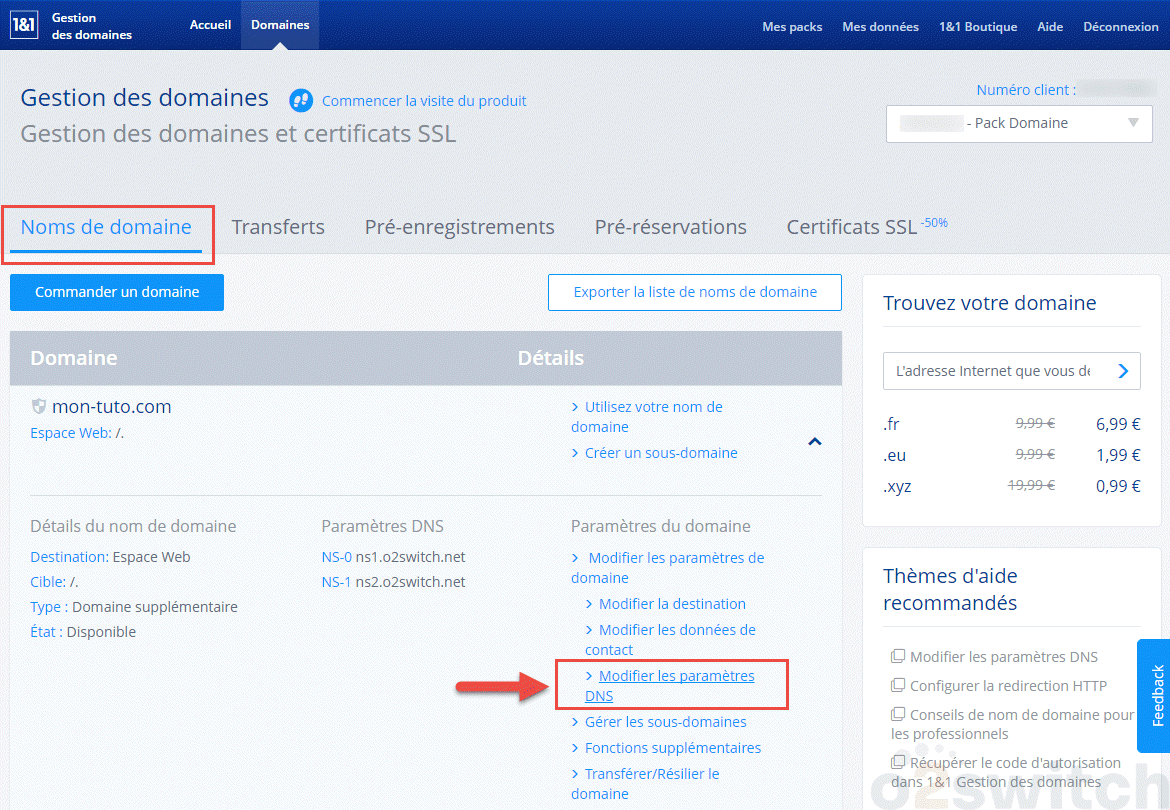 1&1
Gestion
des domaines
Accueil
Domaines
Mes packs
Mes données
1&1 Boutique
Aide
Déconnexion
Gestion des domaines
Commencer la visite du produit
Gestion des domaines et certificats SSL
Numéro client :
- Pack Domaine
Noms de domaine
Transferts
Pré-enregistrements
Pré-réservations
Certificats SSL -50%
Commander un domaine
Exporter la liste de noms de domaine
Domaine
Détails
mon-tuto.com
Espace Web: /.
Utilisez votre nom de
domaine
Créer un sous-domaine
Détails du nom de domaine
Destination: Espace Web
Cible: /.
Type : Domaine supplémentaire
État : Disponible
Paramètres DNS
NS-0 ns1.o2switch.net
NS-1 ns2.o2switch.net
Paramètres du domaine
Modifier les paramètres de
domaine
Modifier la destination
Modifier les données de
contact
Modifier les paramètres
DNS
Gérer les sous-domaines
Fonctions supplémentaires
Transférer/Résilier le
domaine
Trouvez votre domaine
L'adresse Internet que vous de
.fr 9,99 € 6,99 €
.eu 9,99 € 1,99 €
.xyz 19,99 € 0,99 €
Thèmes d'aide
recommandés
Modifier les paramètres DNS
Configurer la redirection HTTP
Conseils de nom de domaine pour
les professionnels
Récupérer le code d'autorisation
dans 1&1 Gestion des domaines
Feedback
o2switch